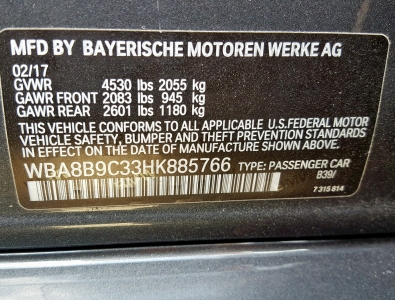 MFD BY BAYERISCHE MOTOREN WERKE AG
02/17
GVWR 4530 lbs 2055 kg
GAWR FRONT 2083 lbs 945 kg
GAWR REAR 2601 lbs 1180 kg
THIS VEHICLE CONFORMS TO ALL APPLICABLE U.S. FEDERAL MOTOR
VEHICLE SAFETY, BUMPER, AND THEFT PREVENTION STANDARDS IN
EFFECT ON THE DATE OF MANUFACTURE SHOWN ABOVE.
WBA8B9C33HK885766 TYPE: PASSENGER CAR
B39/
7 315 814